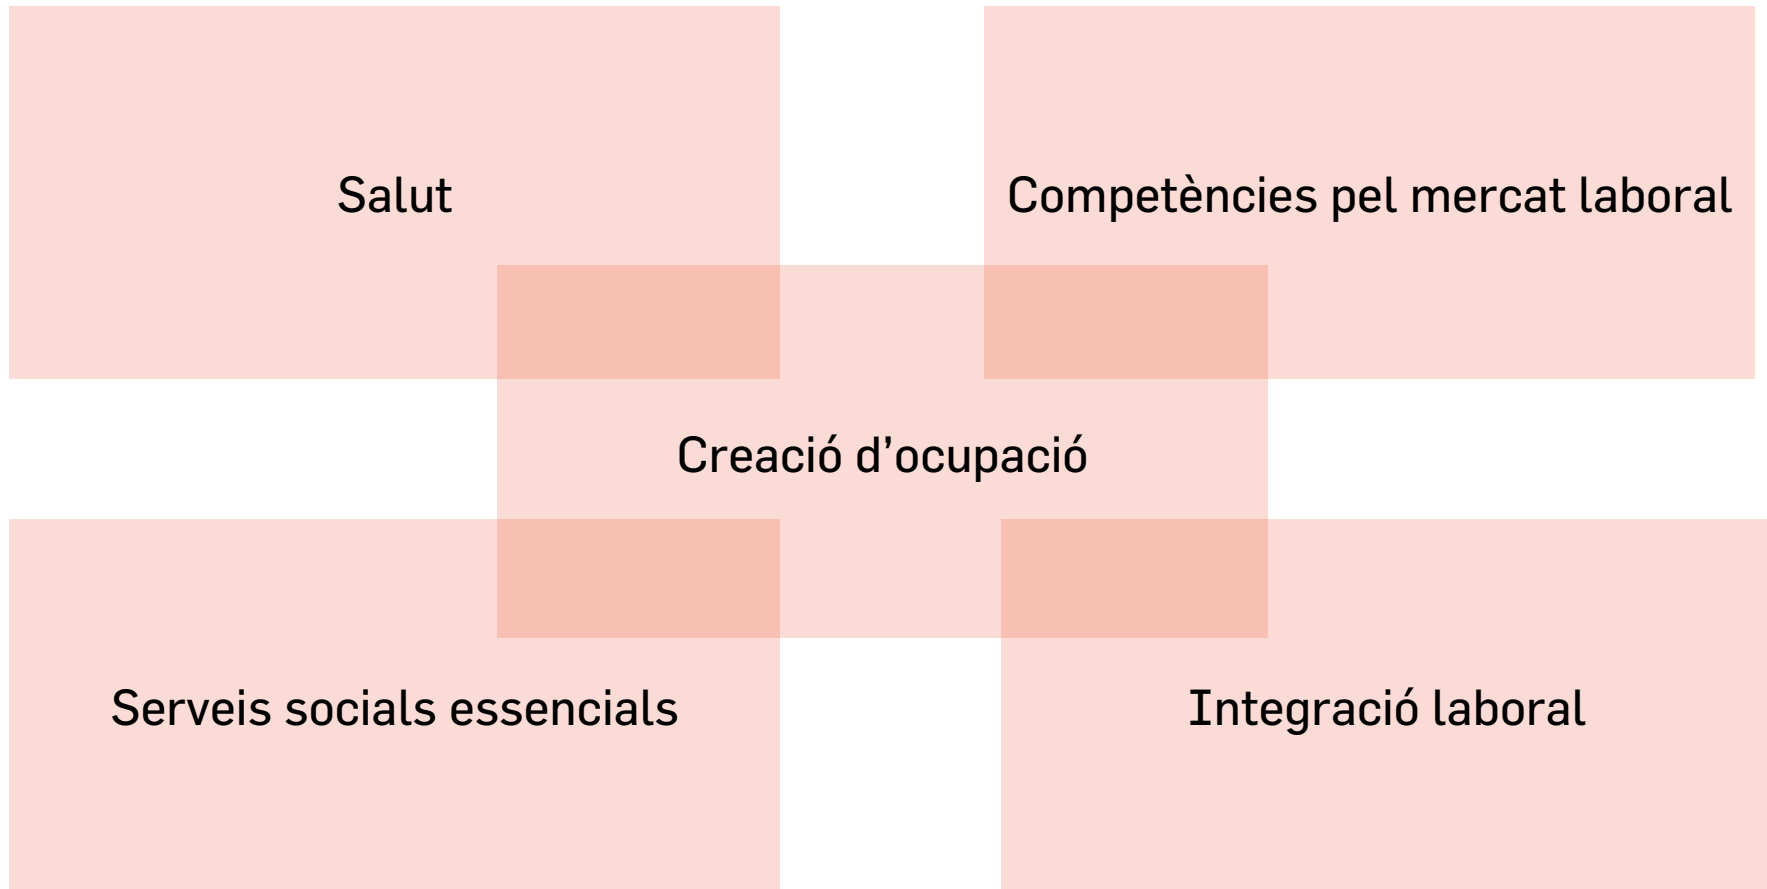 Salut
Competències pel mercat laboral
Creació d’ocupació
Serveis socials essencials
Integració laboral